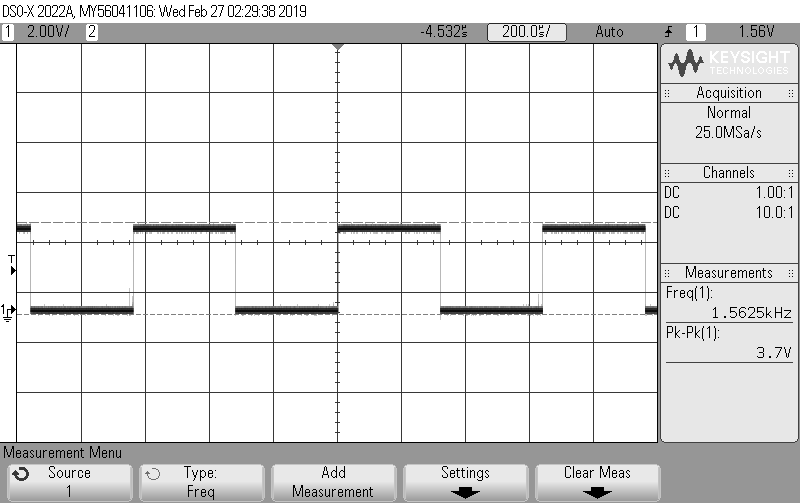 DSO-X 2022A, MY56041106: Wed Feb 27 02:29:38 2019
1 2.00V/ 2 -4.532ms 200.0µs/ Auto 1 1.56V
KEYSIGHT
TECHNOLOGIES
Acquisition
Normal
25.0MSa/s
Channels
DC 1.00:1
DC 10.0:1
Measurements
Freq(1):
1.5625kHz
Pk-Pk(1):
3.7V
T
1
Measurement Menu
Source
1
Type:
Freq
Add
Measurement
Settings
Clear Meas